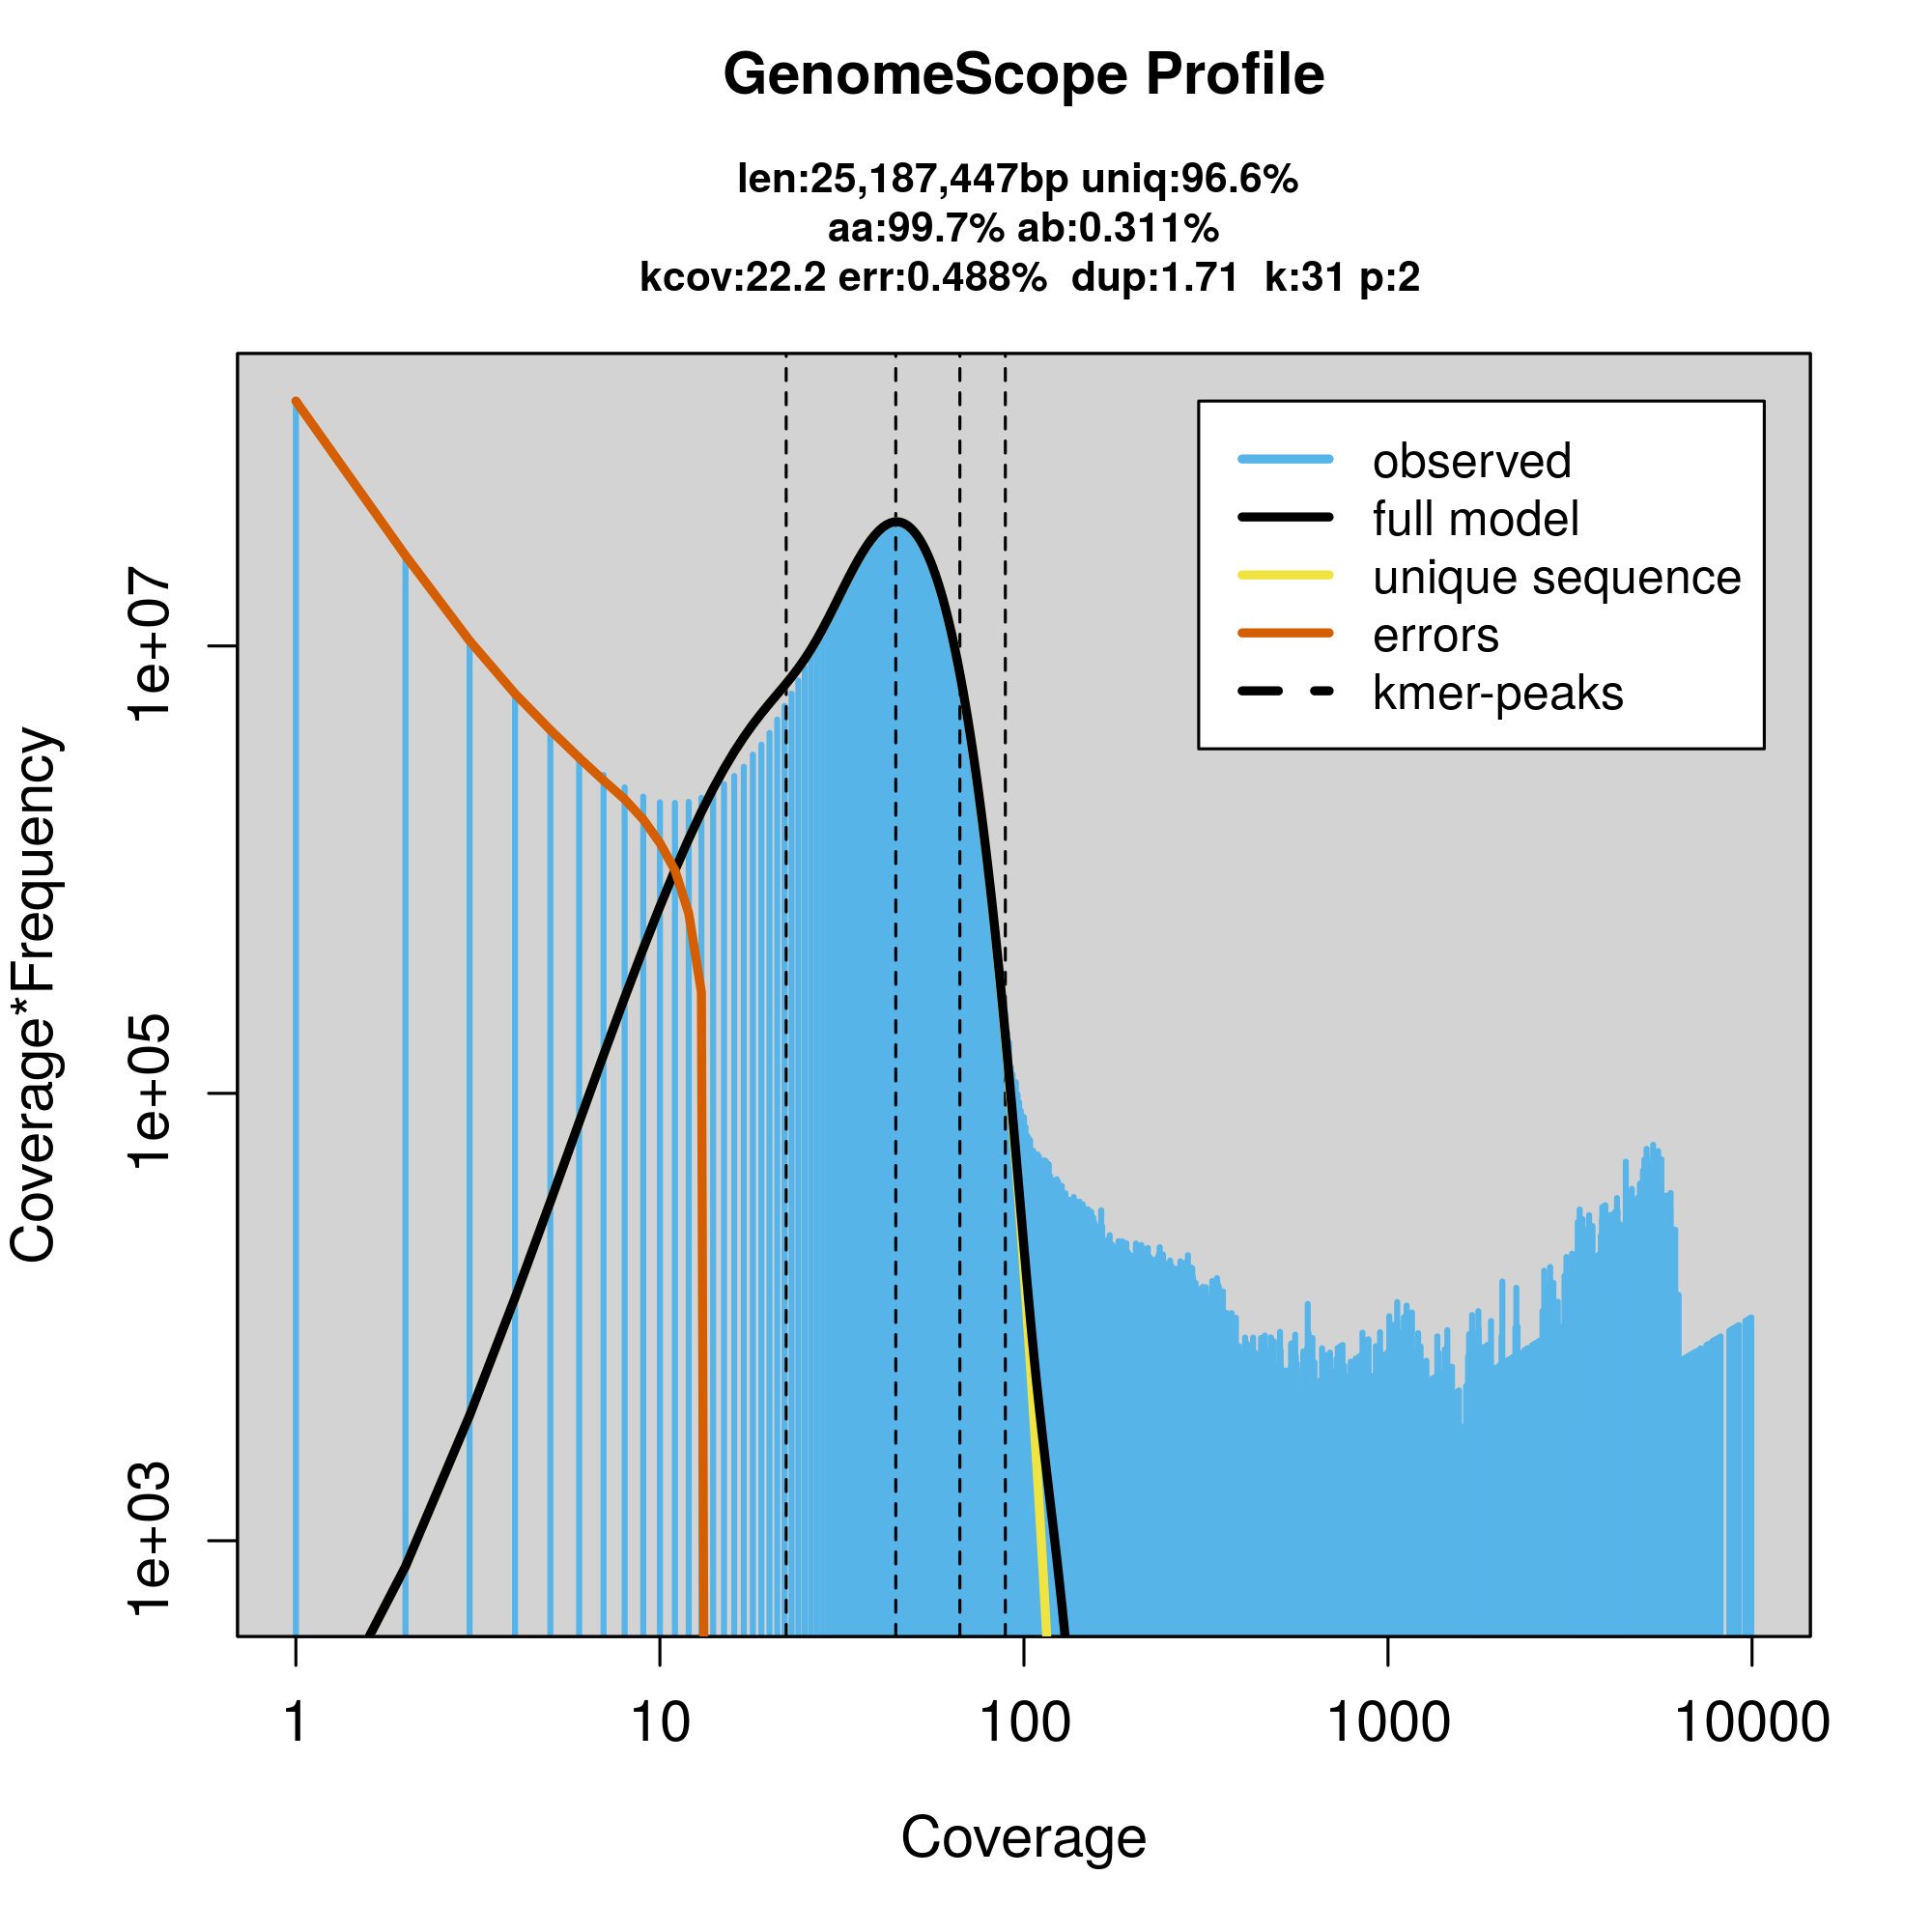 GenomeScope Profile
len:25,187,447bp uniq:96.6%
aa:99.7% ab:0.311%
kcov:22.2 err:0.488%  dup:1.71  k:31 p:2
observed
full model
unique sequence
errors
kmer-peaks
Coverage*Frequency
1e+07
1e+05
1e+03
1 10 100 1000 10000
Coverage